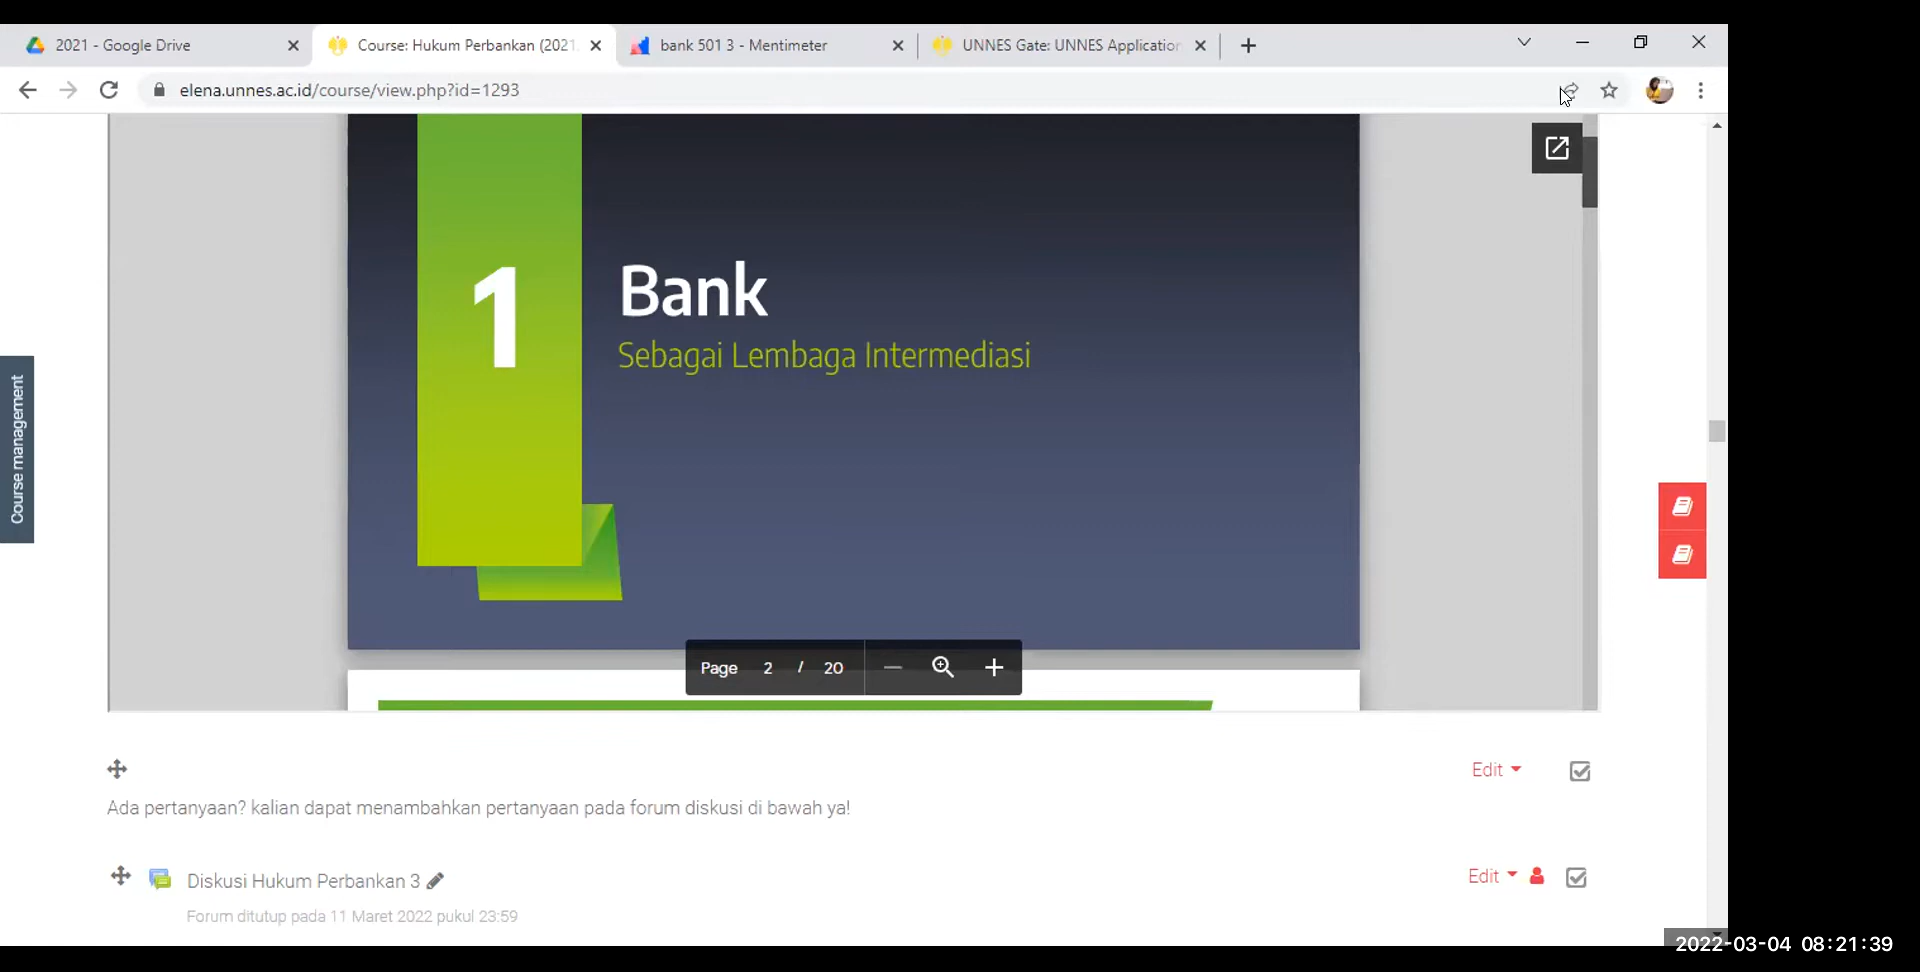 2021 - Google Drive
Course: Hukum Perbankan (2021
bank 501 3 - Mentimeter
UNNES Gate: UNNES Application
elena.unnes.ac.id/course/view.php?id=1293
1
Bank
Sebagai Lembaga Intermediasi
Course management
Page 2 / 20
Edit
Ada pertanyaan? kalian dapat menambahkan pertanyaan pada forum diskusi di bawah ya!
Diskusi Hukum Perbankan 3
Edit
Forum ditutup pada 11 Maret 2022 pukul 23:59
2022-03-04 08:21:39